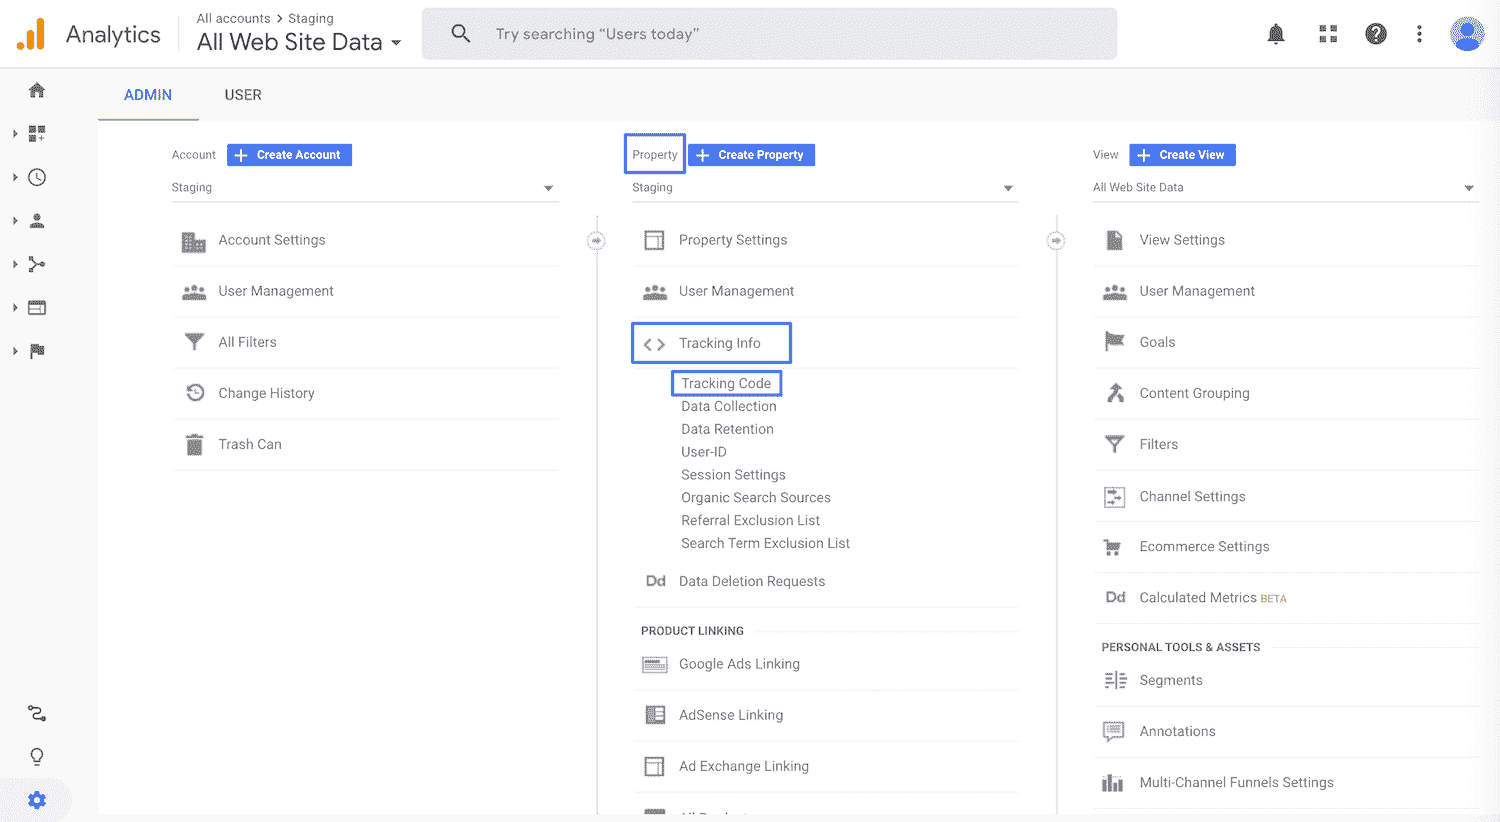 Analytics
All accounts > Staging
All Web Site Data
Try searching “Users today”
ADMIN
USER
Account
Create Account
Staging
Account Settings
User Management
All Filters
Change History
Trash Can
Property
Create Property
Staging
Property Settings
User Management
Tracking Info
Tracking Code
Data Collection
Data Retention
User-ID
Session Settings
Organic Search Sources
Referral Exclusion List
Search Term Exclusion List
Dd Data Deletion Requests
PRODUCT LINKING
Google Ads Linking
AdSense Linking
Ad Exchange Linking
View
Create View
All Web Site Data
View Settings
User Management
Goals
Content Grouping
Filters
Channel Settings
Ecommerce Settings
Dd Calculated Metrics BETA
PERSONAL TOOLS & ASSETS
Segments
Annotations
Multi-Channel Funnels Settings